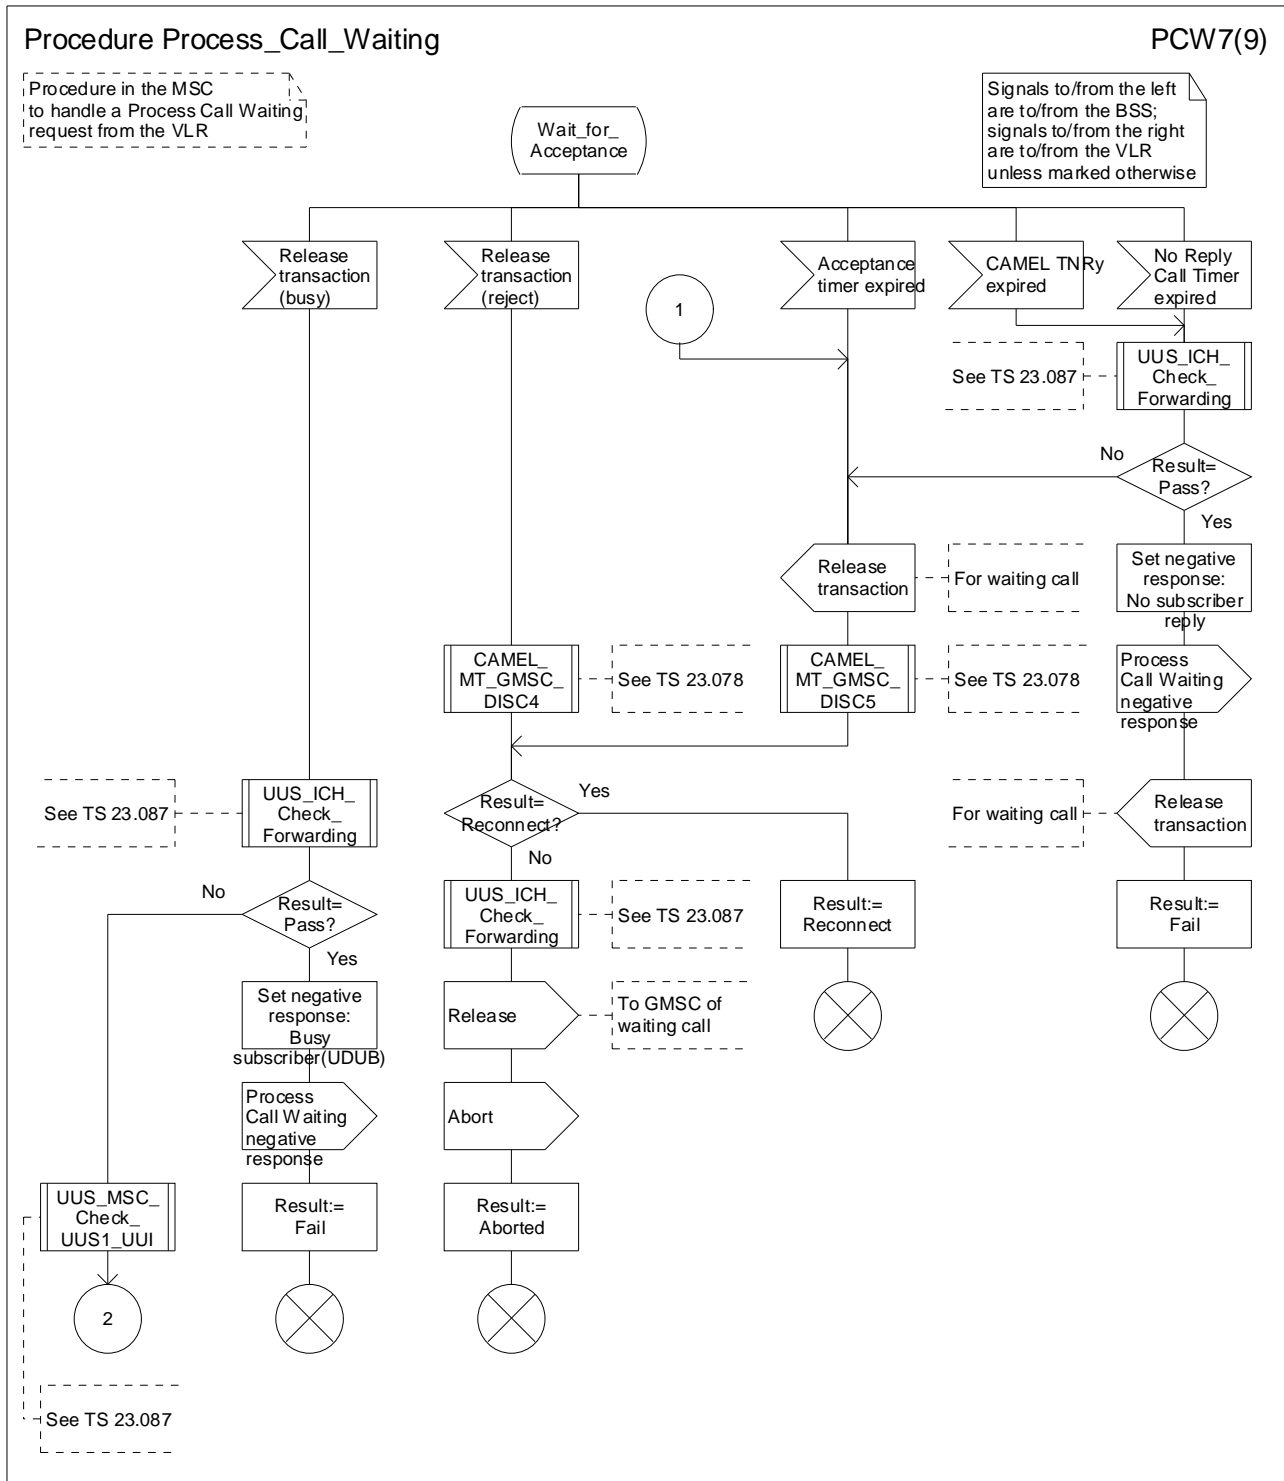 Procedure Process_Call_Waiting
PCW7(9)
Procedure in the MSC
to handle a Process Call Waiting
request from the VLR
Signals to/from the left
are to/from the BSS;
signals to/from the right
are to/from the VLR
unless marked otherwise
Wait_for_
Acceptance
Release
transaction
(busy)
Release
transaction
(reject)
1
Acceptance
timer expired
CAMEL TNRy
expired
No Reply
Call Timer
expired
See TS 23.087
UUS_ICH_
Check_
Forwarding
No
Result=
Pass?
Yes
Release
transaction
For waiting call
Set negative
response:
No subscriber
reply
CAMEL_
MT_GMSC_
DISC4
See TS 23.078
CAMEL_
MT_GMSC_
DISC5
See TS 23.078
Process
Call Waiting
negative
response
See TS 23.087
UUS_ICH_
Check_
Forwarding
Result=
Reconnect?
Yes
No
For waiting call
Release
transaction
No
Result=
Pass?
Yes
UUS_ICH_
Check_
Forwarding
See TS 23.087
Result:=
Reconnect
Result:=
Fail
Set negative
response:
Busy
subscriber(UDUB)
Release
To GMSC of
waiting call
Process
Call Waiting
negative
response
Abort
UUS_MSC_
Check_
UUS1_UUI
Result:=
Fail
Result:=
Aborted
2
See TS 23.087